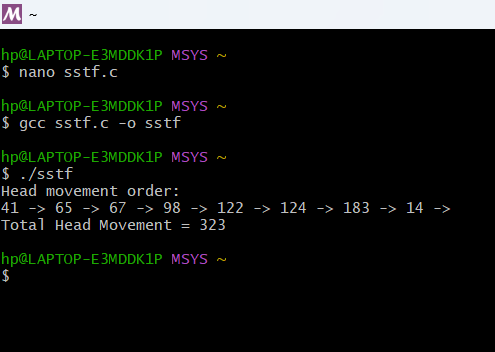 M ~
hp@LAPTOP-E3MDDK1P MSYS ~
$ nano sstf.c
hp@LAPTOP-E3MDDK1P MSYS ~
$ gcc sstf.c -o sstf
hp@LAPTOP-E3MDDK1P MSYS ~
$ ./sstf
Head movement order:
41 -> 65 -> 67 -> 98 -> 122 -> 124 -> 183 -> 14 ->
Total Head Movement = 323
hp@LAPTOP-E3MDDK1P MSYS ~
$